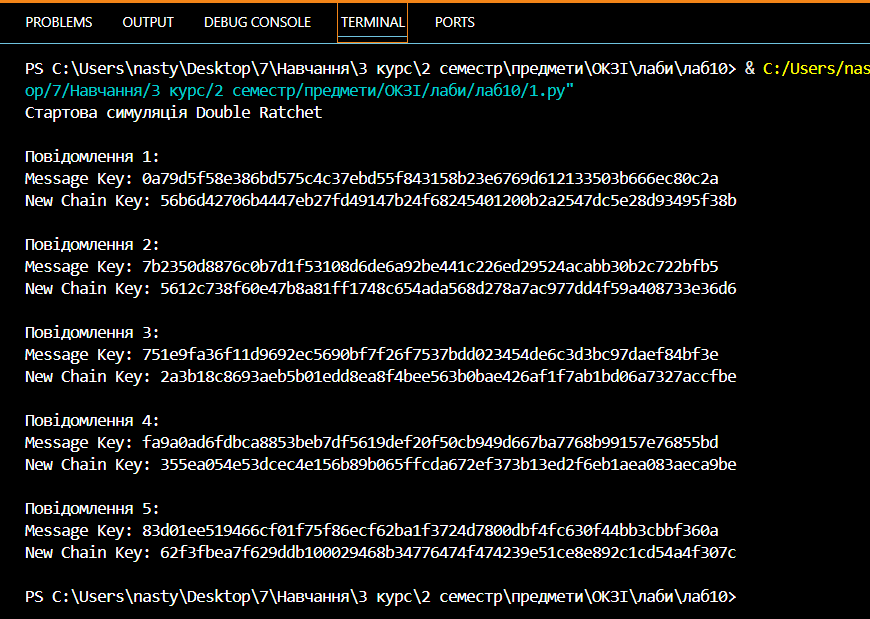 PROBLEMS OUTPUT DEBUG CONSOLE TERMINAL PORTS
PS C:\Users\nasty\Desktop\7\Навчання\3 курс\2 семестр\предмети\ОКЗІ\лаби\лаб10> & C:/Users/nas
op/7/Навчання/3 курс/2 семестр/предмети/ОКЗІ/лаби/лаб10/1.py"
Стартова симуляція Double Ratchet
Повідомлення 1:
Message Key: 0a79d5f58e386bd575c4c37ebd55f843158b23e6769d612133503b666ec80c2a
New Chain Key: 56b6d42706b4447eb27fd49147b24f68245401200b2a2547dc5e28d93495f38b
Повідомлення 2:
Message Key: 7b2350d8876c0b7d1f53108d6de6a92be441c226ed29524acabb30b2c722bfb5
New Chain Key: 5612c738f60e47b8a81ff1748c654ada568d278a7ac977dd4f59a408733e36d6
Повідомлення 3:
Message Key: 751e9fa36f11d9692ec5690bf7f26f7537bdd023454de6c3d3bc97daef84bf3e
New Chain Key: 2a3b18c8693aeb5b01edd8ea8f4bee563b0bae426af1f7ab1bd06a7327accfbe
Повідомлення 4:
Message Key: fa9a0ad6fdbca8853beb7df5619def20f50cb949d667ba7768b99157e76855bd
New Chain Key: 355ea054e53dcec4e156b89b065ffcda672ef373b13ed2f6eb1aea083aeca9be
Повідомлення 5:
Message Key: 83d01ee519466cf01f75f86ecf62ba1f3724d7800dbf4fc630f44bb3cbbf360a
New Chain Key: 62f3fbea7f629ddb100029468b34776474f474239e51ce8e892c1cd54a4f307c
PS C:\Users\nasty\Desktop\7\Навчання\3 курс\2 семестр\предмети\ОКЗІ\лаби\лаб10>